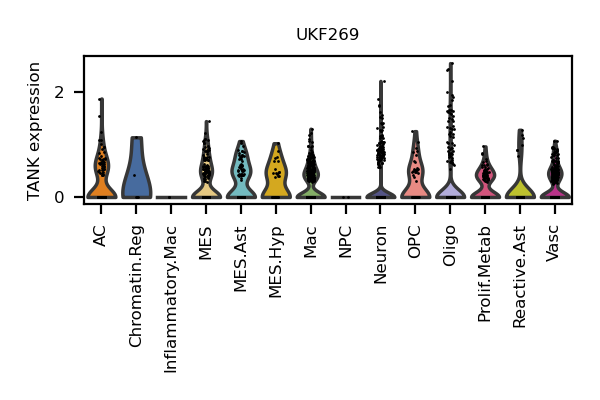 UKF269
TANK expression
2
0
AC
Chromatin.Reg
Inflammatory.Mac
MES
MES.Ast
MES.Hyp
Mac
NPC
Neuron
OPC
Oligo
Prolif.Metab
Reactive.Ast
Vasc